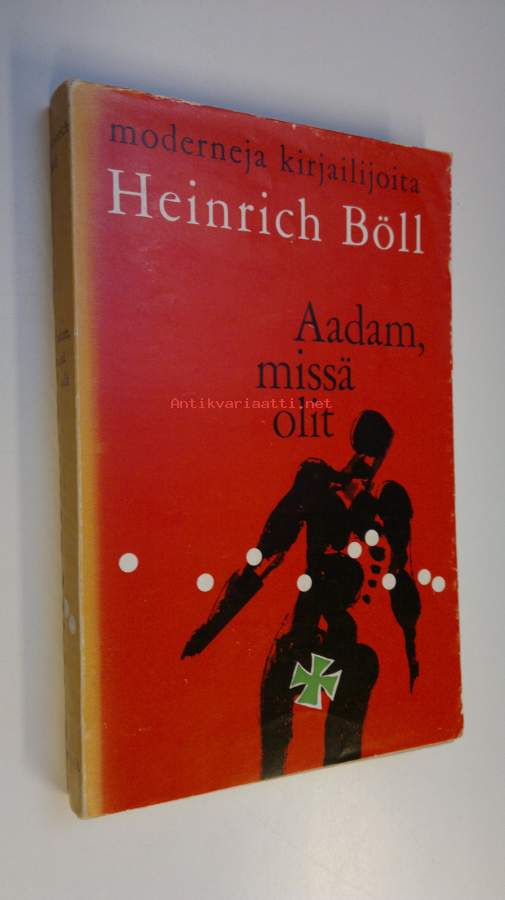 moderneja kirjailijoita
Heinrich Böll
Aadam,
missä
olit
Antikvariaatti.net